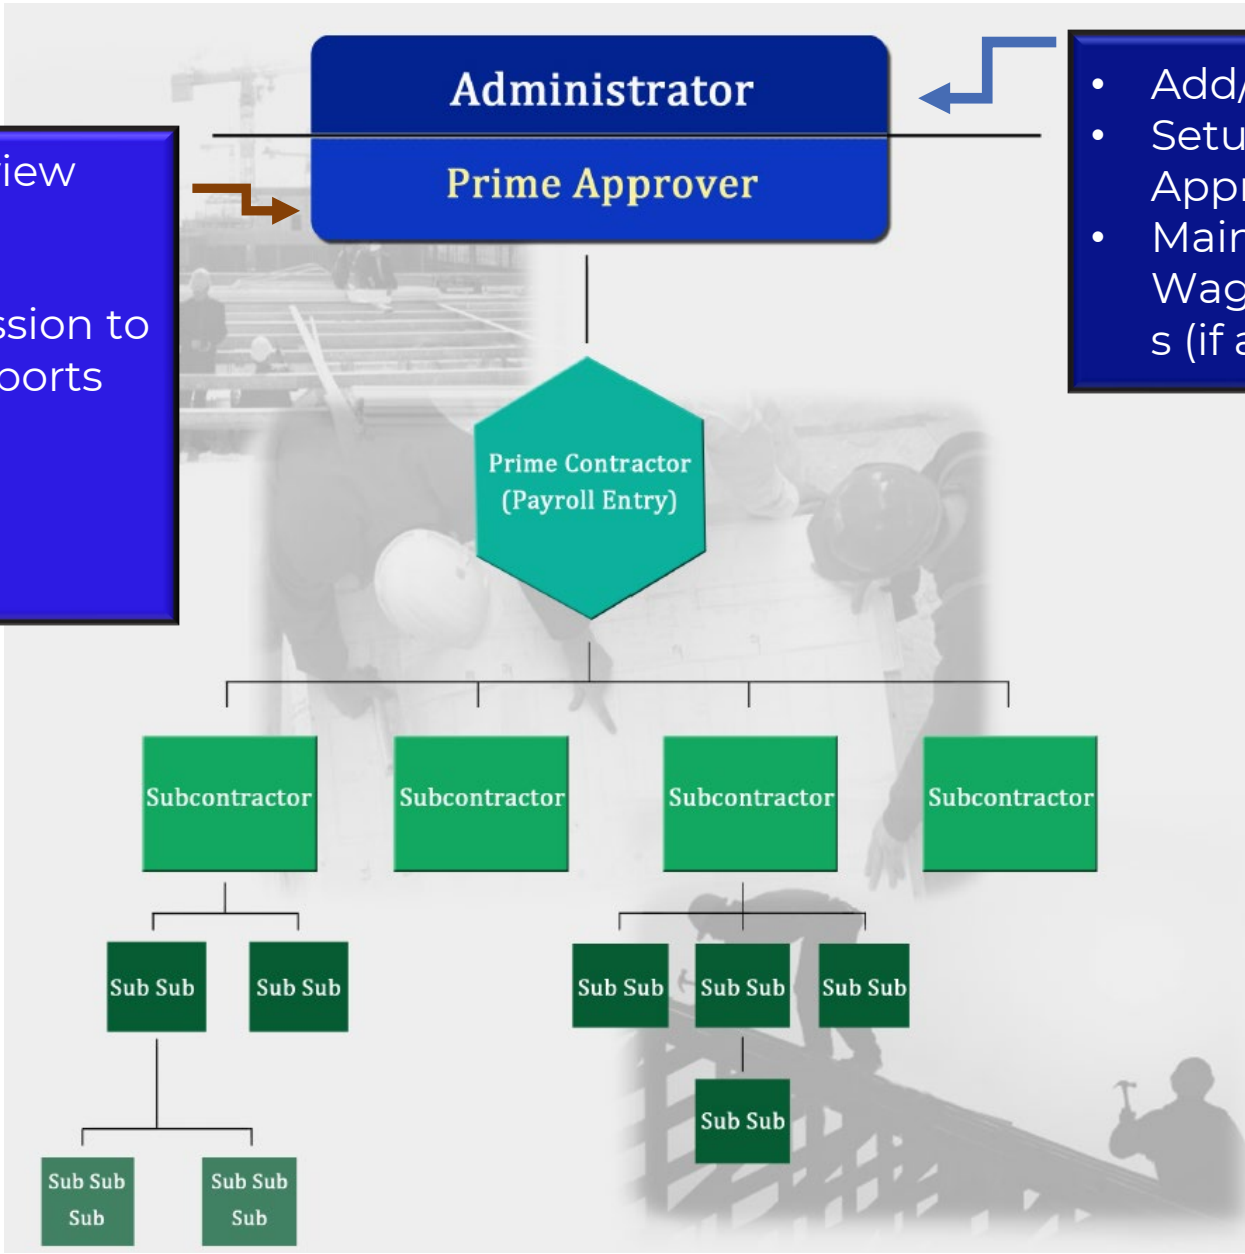 Administrator
Prime Approver
view
ssion to
ports
• Add/
• Setu
Appr
• Main
Wag
s (if a
Prime Contractor
(Payroll Entry)
Subcontractor
Subcontractor
Subcontractor
Subcontractor
Sub Sub
Sub Sub
Sub Sub
Sub Sub
Sub Sub
Sub Sub
Sub Sub
Sub
Sub Sub
Sub